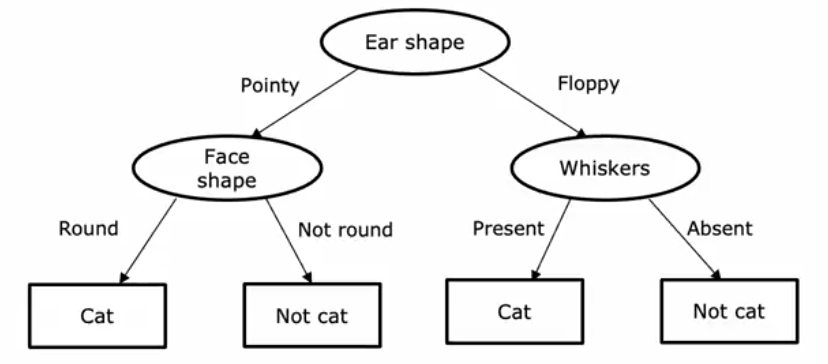 Ear shape
Pointy
Floppy
Face
shape
Whiskers
Round
Not round
Present
Absent
Cat
Not cat
Cat
Not cat